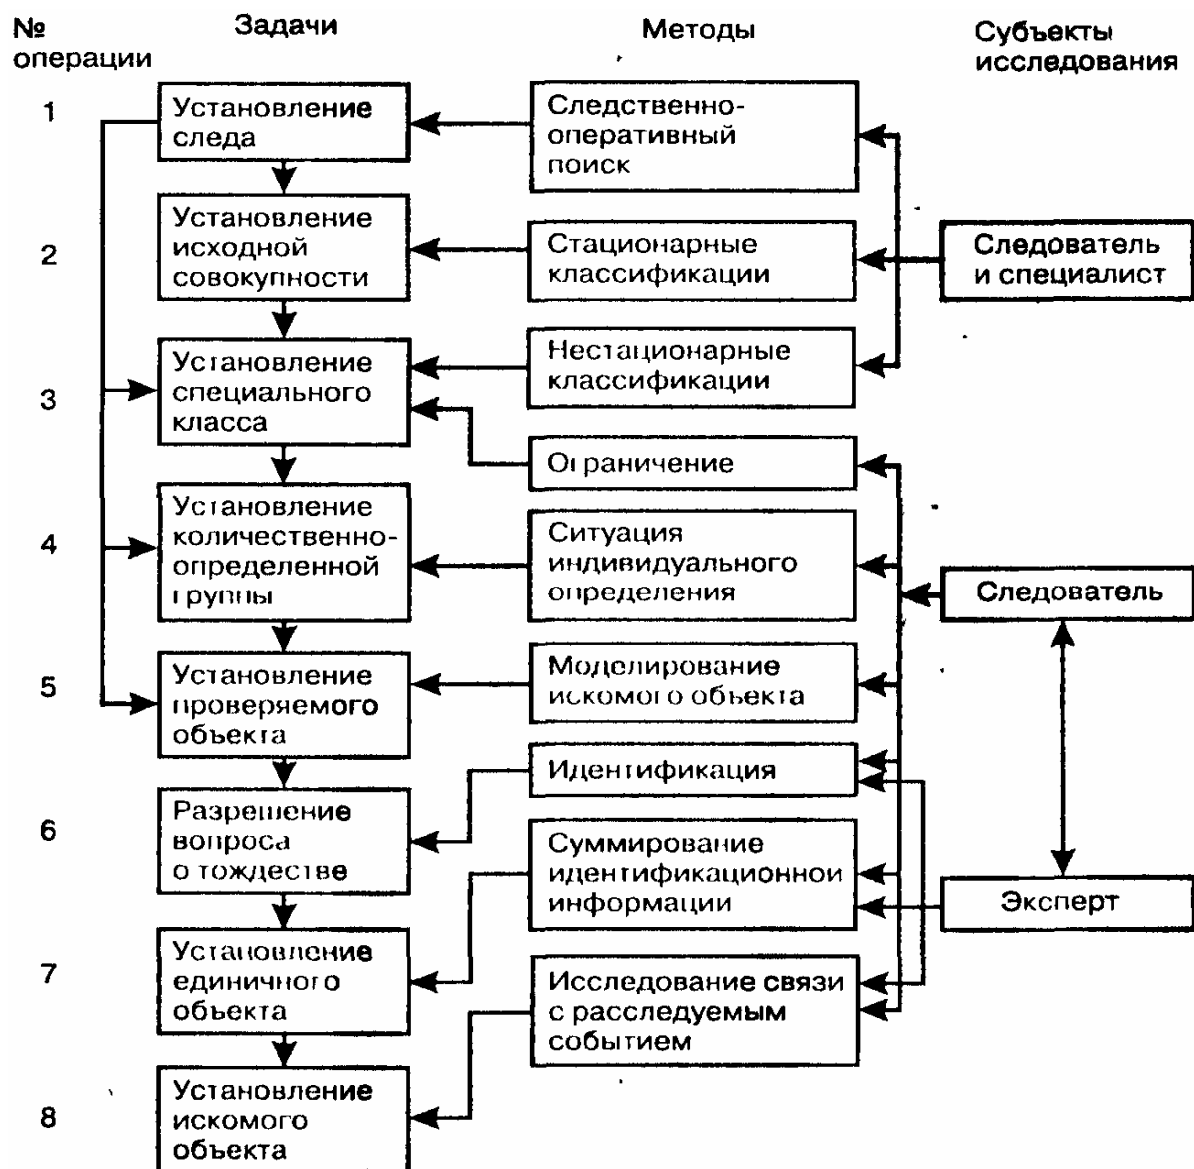 №
операции
Задачи
Методы
Субъекты
исследования
1
Установление
следа
Следственно-
оперативный
поиск
2
Установление
исходной
совокупности
Стационарные
классификации
Следователь
и специалист
3
Установление
специального
класса
Нестационарные
классификации
Ограничение
4
Установление
количественно-
определенной
группы
Ситуация
индивидуального
определения
Следователь
5
Установление
проверяемого
объекта
Моделирование
искомого объекта
Идентификация
6
Разрешение
вопроса
о тождестве
Суммирование
идентификационной
информации
Эксперт
7
Установление
единичного
объекта
Исследование связи
с расследуемым
событием
8
Установление
искомого
объекта